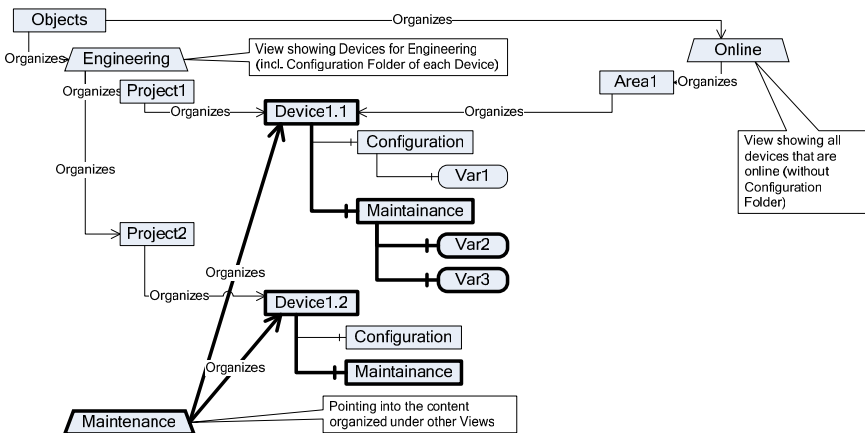 Objects
Organizes
Organizes
Engineering
View showing Devices for Engineering
(incl. Configuration Folder of each Device)
Online
Organizes
Project1
Organizes
Device1.1
Organizes
Area1
Organizes
Configuration
View showing all
devices that are
online (without
Configuration
Folder)
Var1
Organizes
Maintainance
Project2
Var2
Organizes
Var3
Organizes
Device1.2
Configuration
Organizes
Maintainance
Maintenance
Pointing into the content
organized under other Views